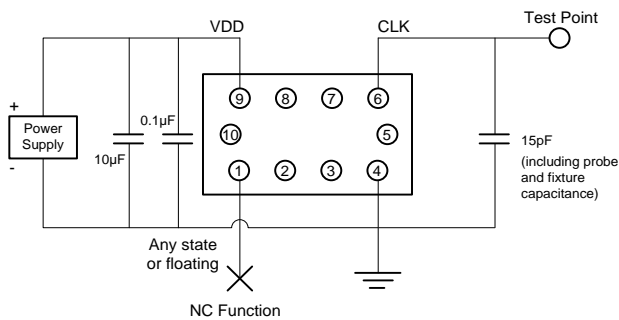 VDD
CLK
Test Point
+
Power
Supply
-
10µF
0.1µF
9
8
7
6
10
5
1
2
3
4
15pF
(including probe
and fixture
capacitance)
Any state
or floating
NC Function